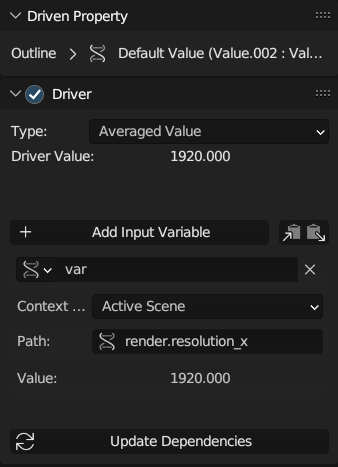 Driven Property
Outline > Default Value (Value.002 : Val...
Driver
Type: Averaged Value
Driver Value: 1920.000
+ Add Input Variable
var
Context ... Active Scene
Path: render.resolution_x
Value: 1920.000
Update Dependencies